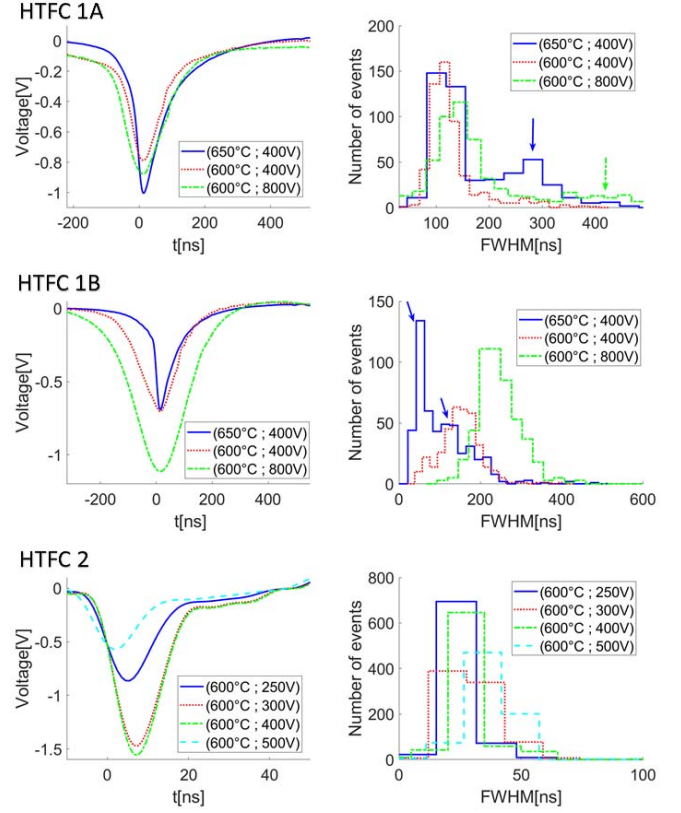 HTFC 1A
0
-0.2
-0.4
-0.6
-0.8
-1
Voltage[V]
(650°C ; 400V)
(600°C ; 400V)
(600°C ; 800V)
-200 0 200 400
t[ns]
200
150
100
50
0
Number of events
(650°C ; 400V)
(600°C ; 400V)
(600°C ; 800V)
100 200 300 400
FWHM[ns]
HTFC 1B
0
-0.5
-1
Voltage[V]
(650°C ; 400V)
(600°C ; 400V)
(600°C ; 800V)
-200 0 200 400
t[ns]
150
100
50
0
Number of events
(650°C ; 400V)
(600°C ; 400V)
(600°C ; 800V)
0 200 400 600
FWHM[ns]
HTFC 2
0
-0.5
-1
-1.5
Voltage[V]
(600°C ; 250V)
(600°C ; 300V)
(600°C ; 400V)
(600°C ; 500V)
0 20 40
t[ns]
800
600
400
200
0
Number of events
(600°C ; 250V)
(600°C ; 300V)
(600°C ; 400V)
(600°C ; 500V)
0 50 100
FWHM[ns]